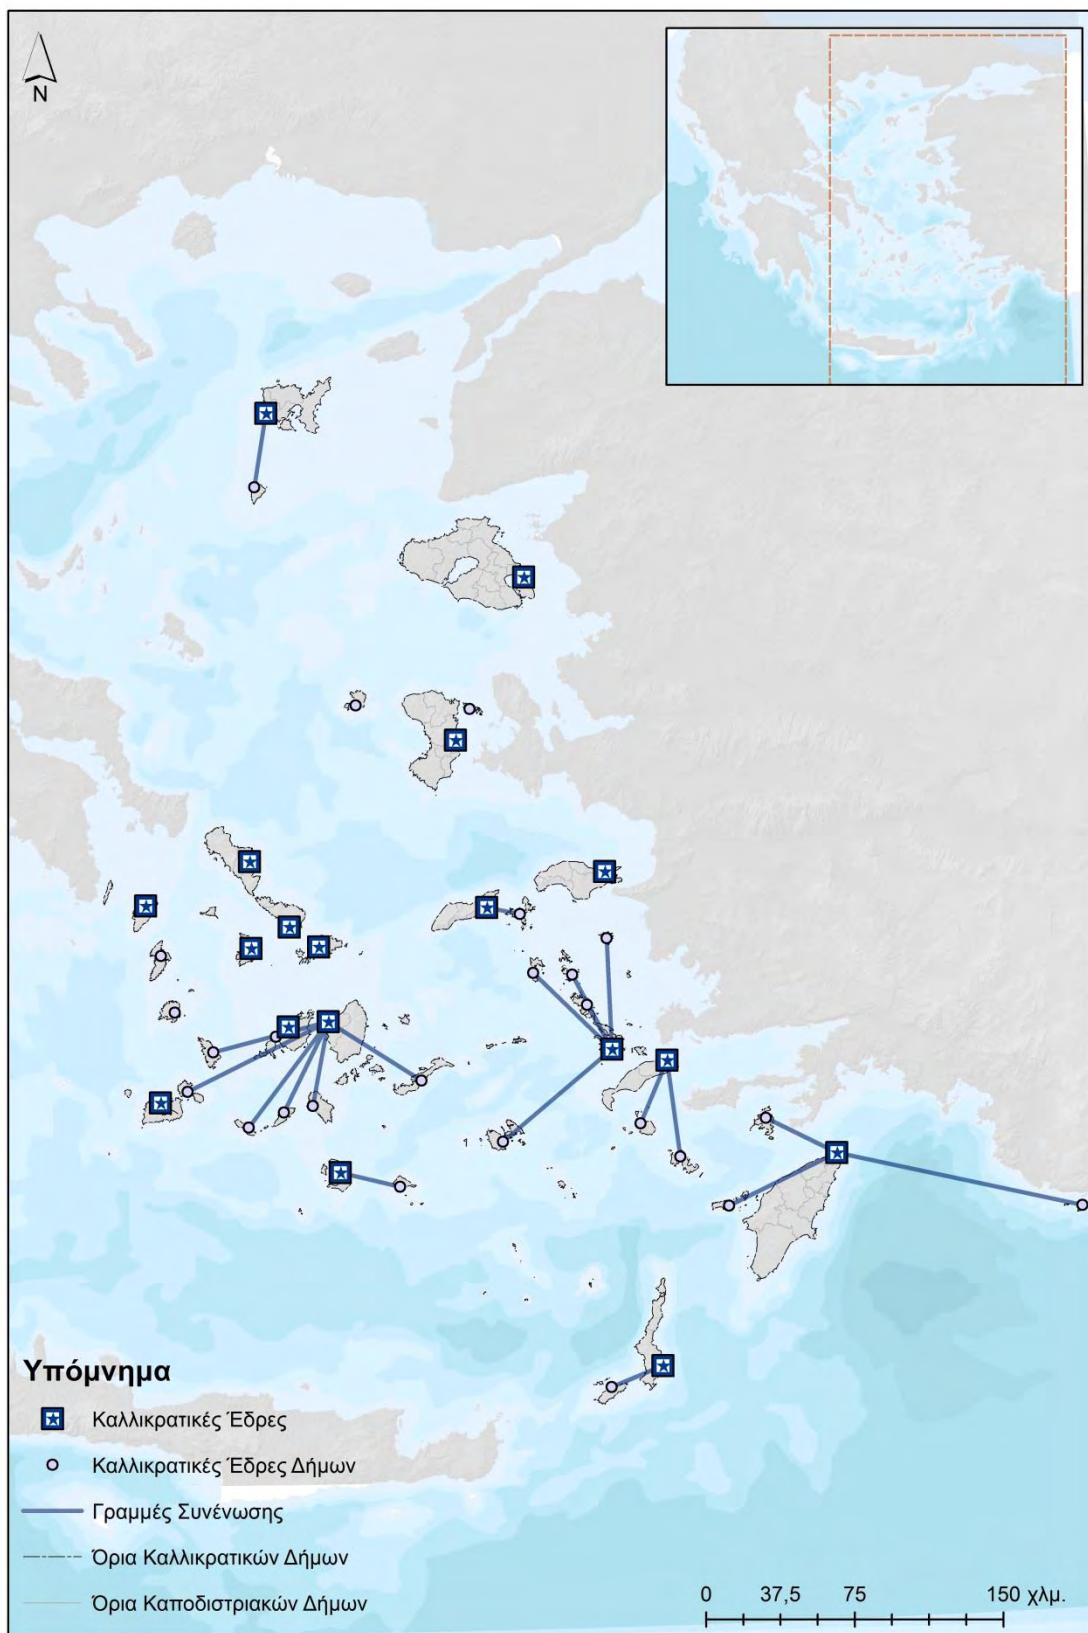 N
Υπόμνημα
Καλλικρατικές Έδρες
Καλλικρατικές Έδρες Δήμων
Γραμμές Συνένωσης
Όρια Καλλικρατικών Δήμων
Όρια Καποδιστριακών Δήμων
0 37,5 75 150 χλμ.